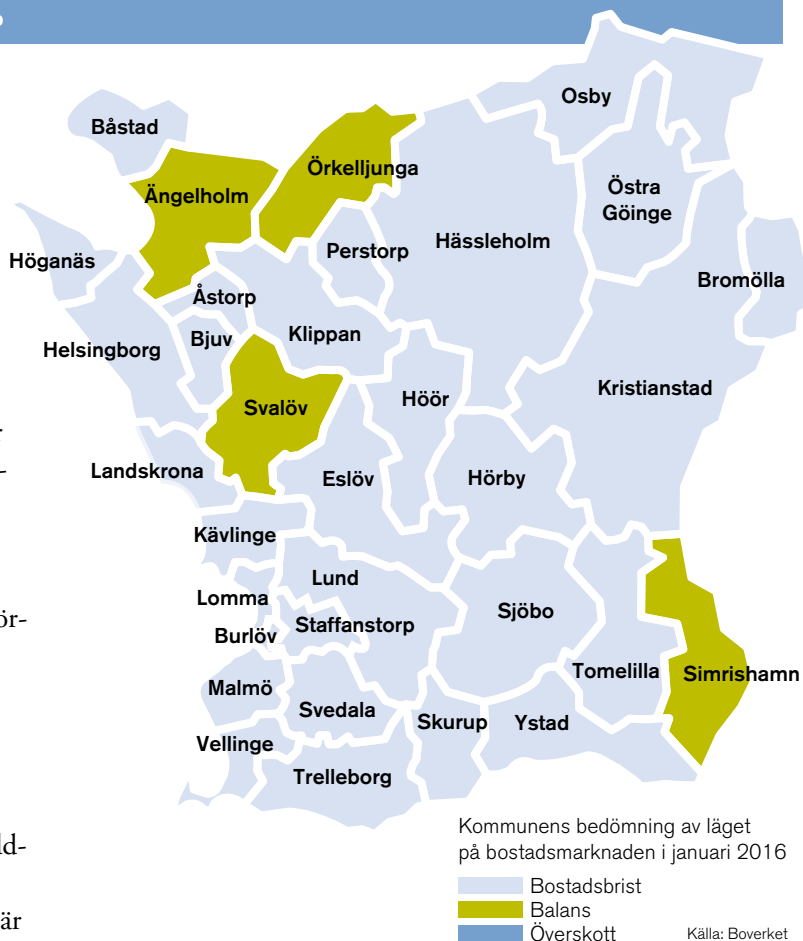 Osby
Båstad
Örkelljunga
Ängelholm
Östra
Göinge
Perstorp
Hässleholm
Höganäs
Bromölla
Åstorp
Bjuv
Klippan
Helsingborg
Kristianstad
Höör
Svalöv
Landskrona
Eslöv
Hörby
Kävlinge
Lund
Lomma
Sjöbo
Staffanstorp
Burlöv
Tomelilla
Simrishamn
Malmö
Svedala
Skurup
Ystad
Vellinge
Trelleborg
ör-
är
Kommunens bedömning av läget
på bostadsmarknaden i januari 2016
Bostadsbrist
Balans
Överskott
Källa: Boverket